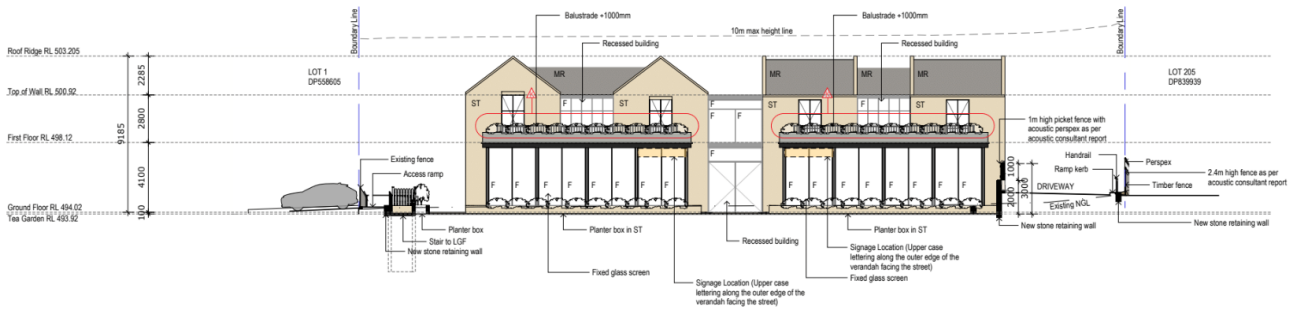 Boundary Line
Balustrade +1000mm
Balustrade +1000mm
Boundary Line
10m max height line
Recessed building
Recessed building
Roof Ridge RL 503.205
LOT 1
DP558605
LOT 205
DP839939
2285
MR
MR
MR
MR
Top of Wall RL 500.92
ST
F
ST
F
ST
F
ST
2800
9185
F
F
1m high picket fence with
acoustic perspex as per
acoustic consultant report
First Floor RL 498.12
F
Existing fence
Access ramp
Handrail
Ramp kerb
Perspex
2.4m high fence as per
acoustic consultant report
4100
1000
3000
2000
F F F F F F F F
F
F F F F F F F F
DRIVEWAY
Existing NGL
Timber fence
Ground Floor RL 494.02
Tea Garden RL 493.92
100
Planter box
Stair to LGF
New stone retaining wall
Planter box in ST
Recessed building
Planter box in ST
New stone retaining wall
New stone retaining wall
Signage Location (Upper case
lettering along the outer edge of the
verandah facing the street)
Fixed glass screen
Fixed glass screen
Signage Location (Upper case
lettering along the outer edge of the
verandah facing the street)